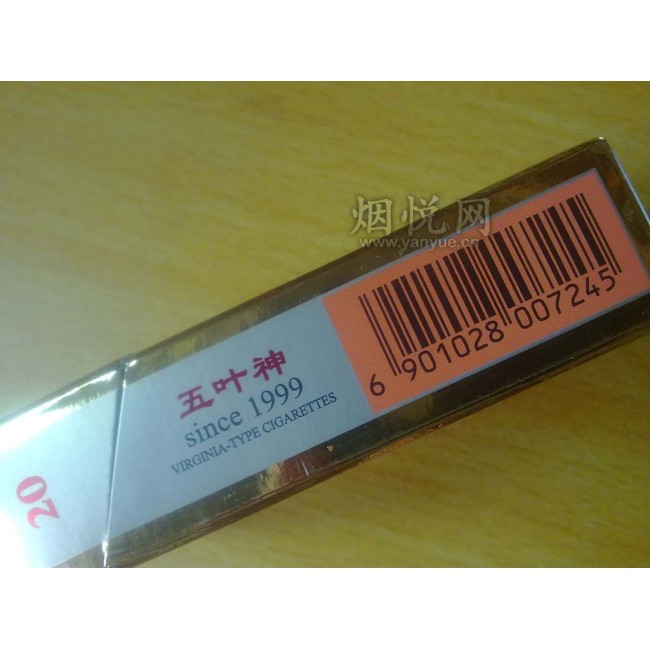 烟悦网
www.yanyue.cn
6 901028 007245
五叶神
since 1999
VIRGINIA-TYPE CIGARETTES
20